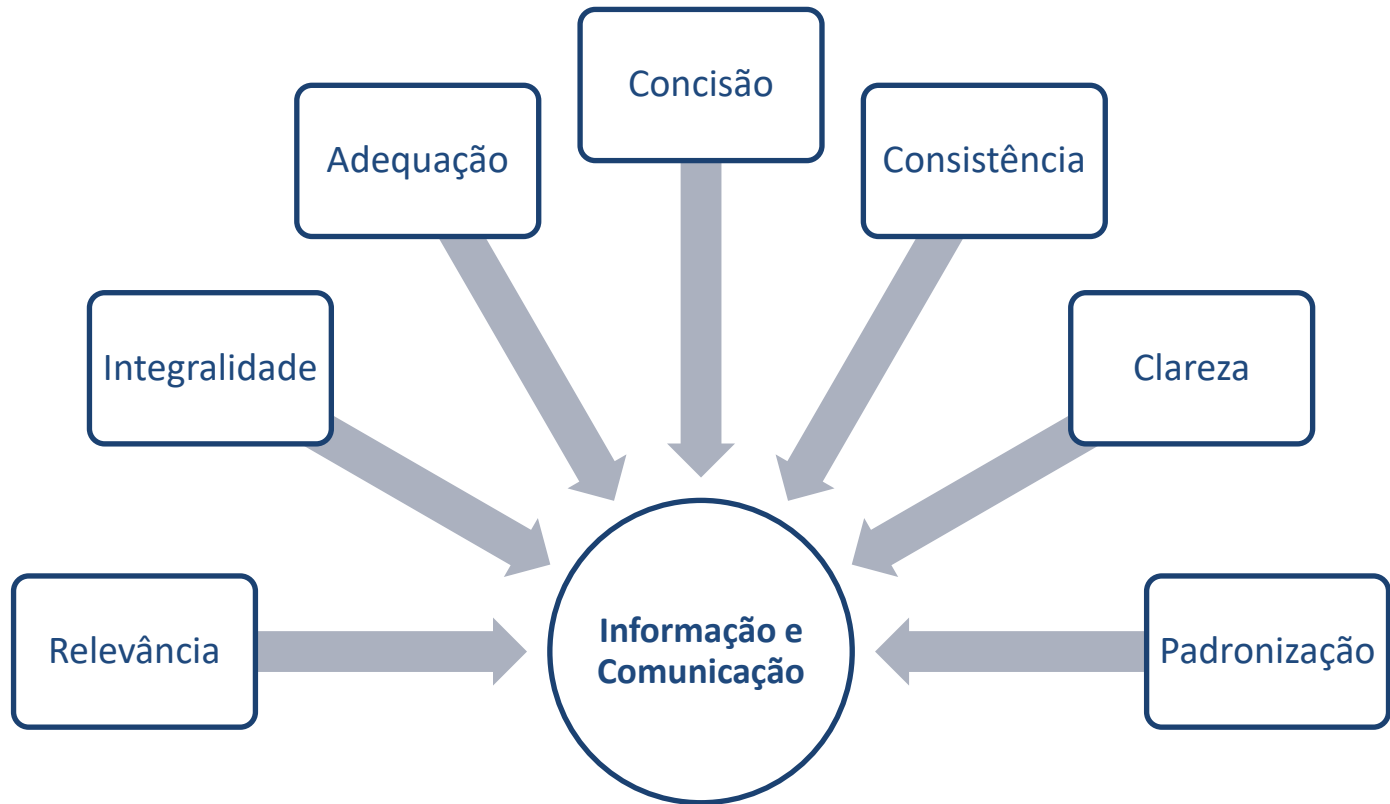 Concisão
Adequação
Consistência
Integralidade
Clareza
Relevância
Informação e
Comunicação
Padronização